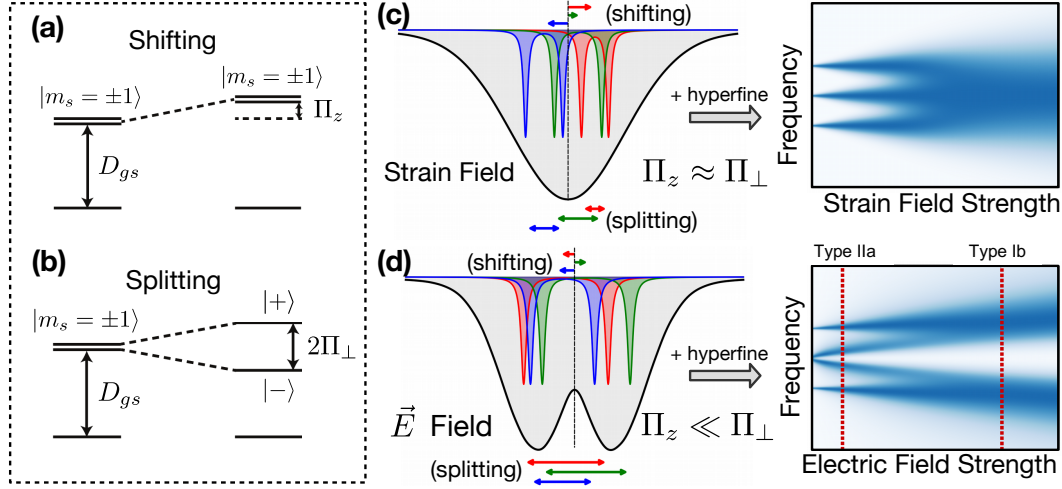 (a)
Shifting
|m_s = ±1⟩
|m_s = ±1⟩
Π_z
D_gs
(b)
Splitting
|m_s = ±1⟩
|+⟩
2Π_⊥
D_gs
|−⟩
(c)
(shifting)
+ hyperfine
Strain Field
Π_z ≈ Π_⊥
(splitting)
Frequency
Strain Field Strength
(d)
(shifting)
+ hyperfine
E⃗ Field
Π_z ≪ Π_⊥
(splitting)
Type IIa
Type Ib
Frequency
Electric Field Strength